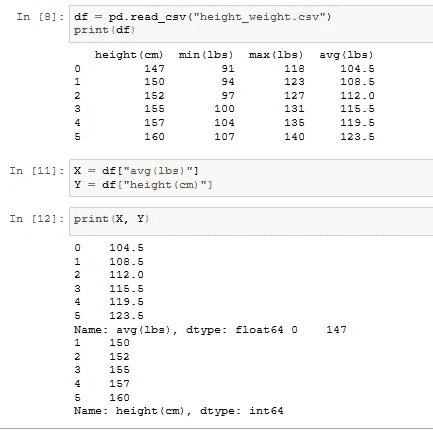 In [8]: df = pd.read_csv("height_weight.csv")
print(df)
height(cm) min(lbs) max(lbs) avg(lbs)
0 147 91 118 104.5
1 150 94 123 108.5
2 152 97 127 112.0
3 155 100 131 115.5
4 157 104 135 119.5
5 160 107 140 123.5
In [11]: X = df["avg(lbs)"]
Y = df["height(cm)"]
In [12]: print(X, Y)
0 104.5
1 108.5
2 112.0
3 115.5
4 119.5
5 123.5
Name: avg(lbs), dtype: float64 0 147
1 150
2 152
3 155
4 157
5 160
Name: height(cm), dtype: int64